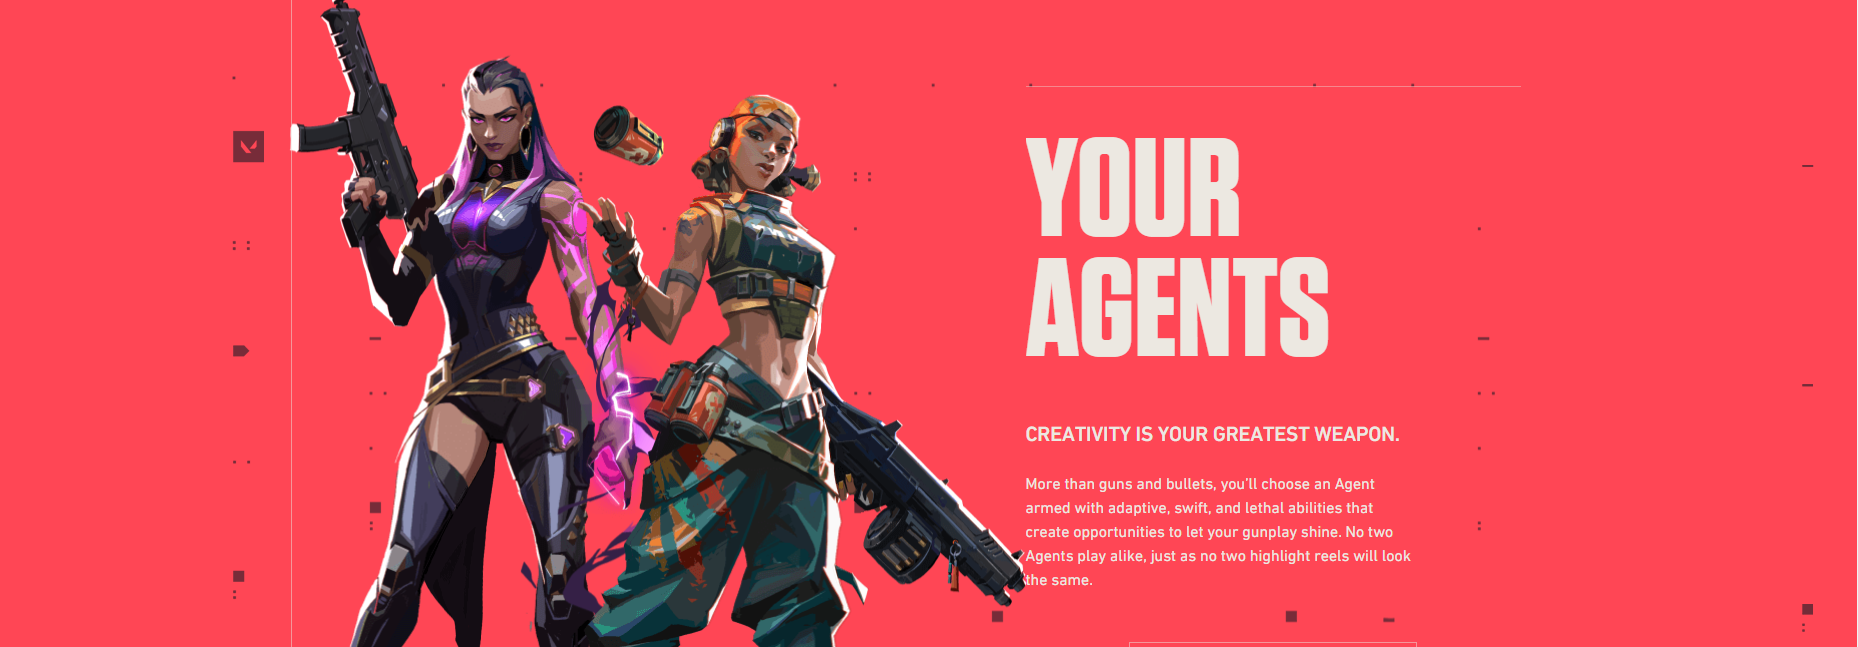 YOUR
AGENTS
CREATIVITY IS YOUR GREATEST WEAPON.
More than guns and bullets, you'll choose an Agent
armed with adaptive, swift, and lethal abilities that
create opportunities to let your gunplay shine. No two
Agents play alike, just as no two highlight reels will look
the same.